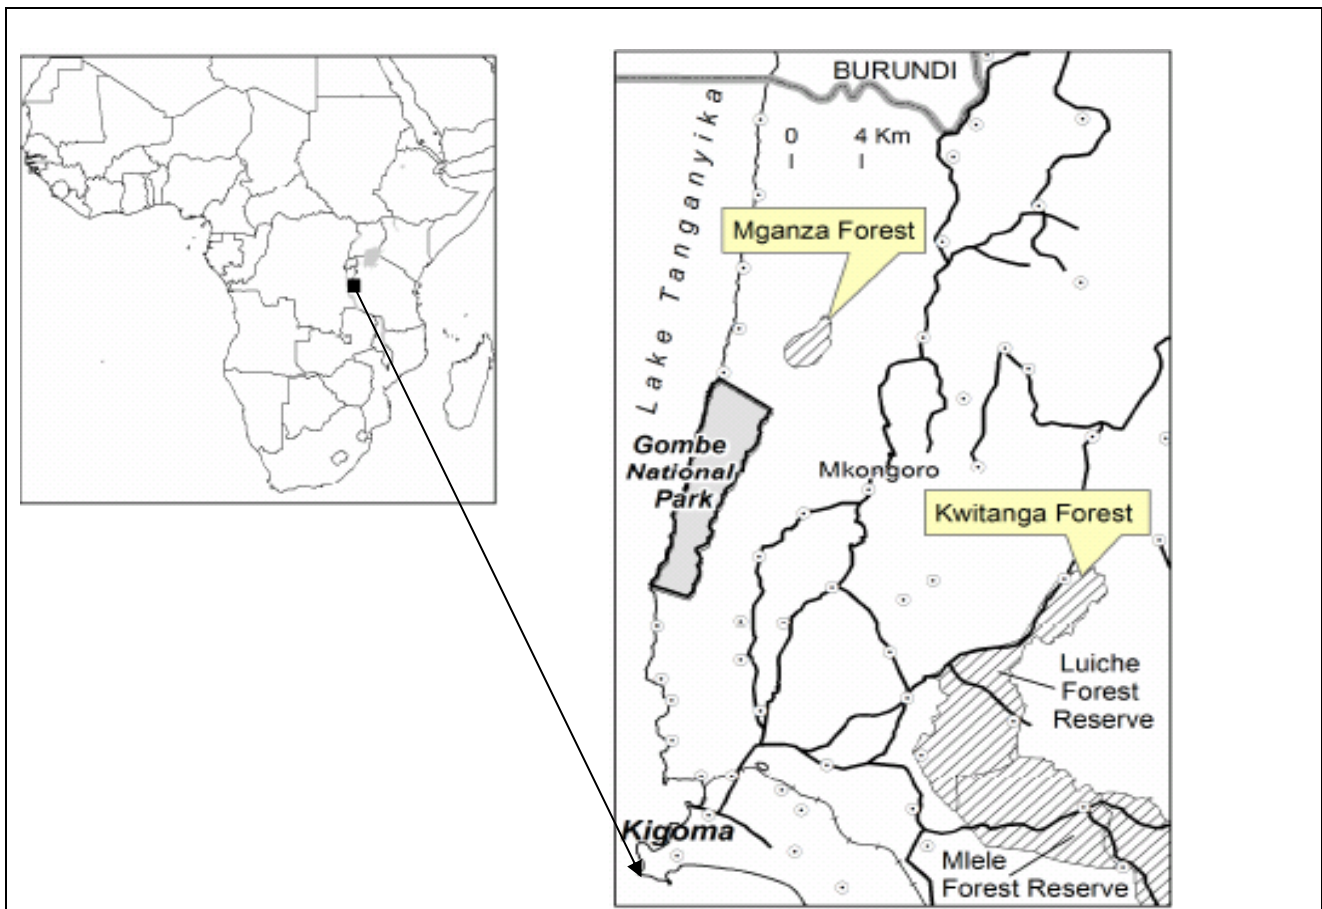 BURUNDI
0 4 Km
Lake Tanganyika
Mganza Forest
Gombe
National
Park
Mkongoro
Kwitanga Forest
Luiche
Forest
Reserve
Kigoma
Mlele
Forest Reserve